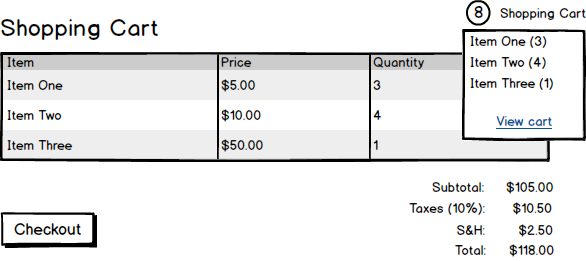 8 Shopping Cart
Shopping Cart
Item One (3)
Item Two (4)
Item Three (1)
View cart
Item Price Quantity
Item One $5.00 3
Item Two $10.00 4
Item Three $50.00 1
Subtotal: $105.00
Taxes (10%): $10.50
S&H: $2.50
Total: $118.00
Checkout